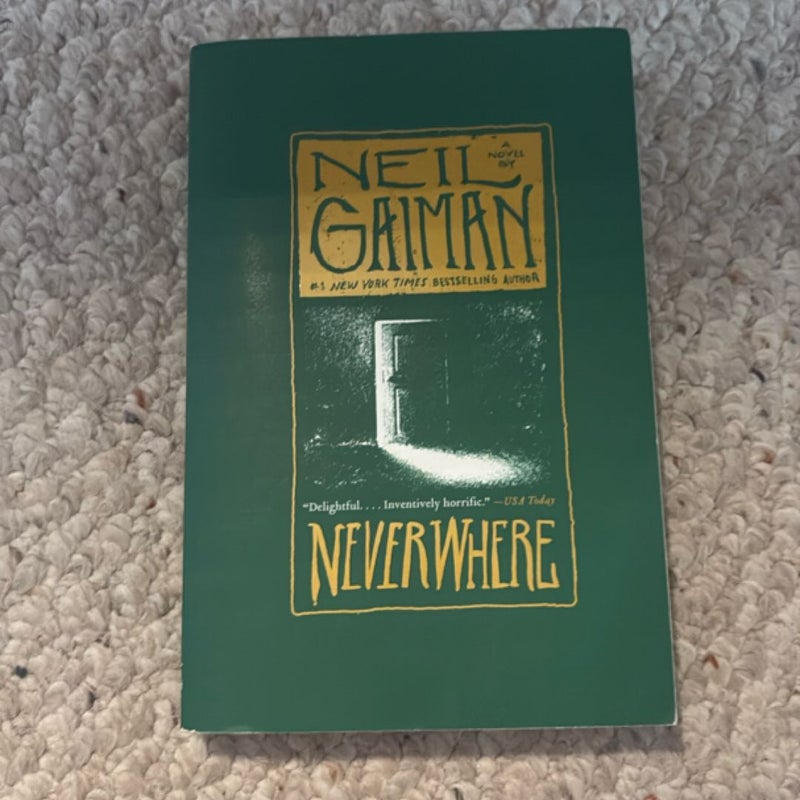 NEIL
A
NOVEL
BY
GAIMAN
#1 NEW YORK TIMES BESTSELLING AUTHOR
“Delightful. . . . Inventively horrific.” —USA Today
NEVERWHERE